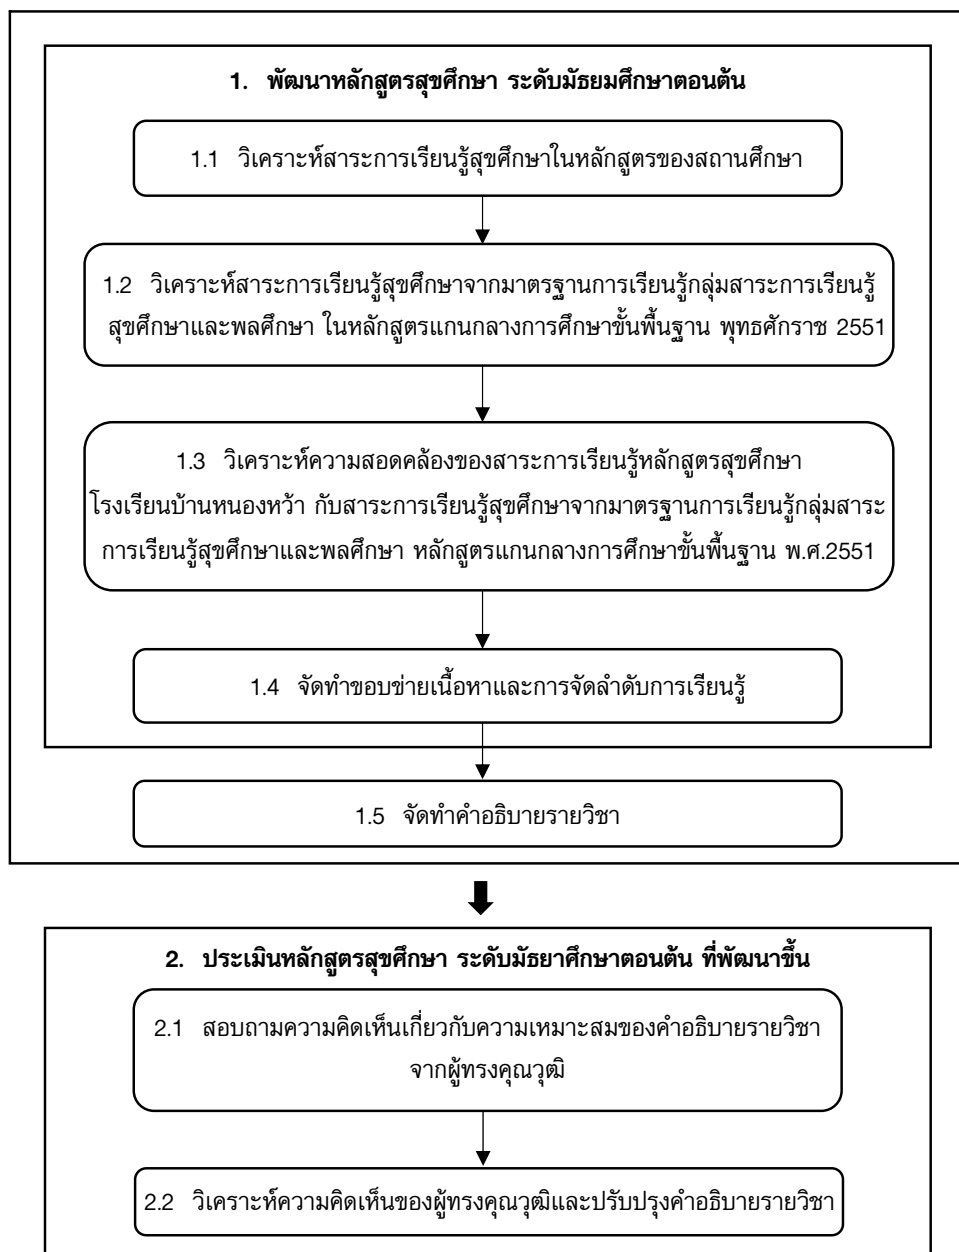 1. พัฒนาหลักสูตรสุขศึกษา ระดับมัธยมศึกษาตอนต้น
1.1 วิเคราะห์สาระการเรียนรู้สุขศึกษาในหลักสูตรของสถานศึกษา
1.2 วิเคราะห์สาระการเรียนรู้สุขศึกษาจากมาตรฐานการเรียนรู้กลุ่มสาระการเรียนรู้
สุขศึกษาและพลศึกษา ในหลักสูตรแกนกลางการศึกษาขั้นพื้นฐาน พุทธศักราช 2551
1.3 วิเคราะห์ความสอดคล้องของสาระการเรียนรู้หลักสูตรสุขศึกษา
โรงเรียนบ้านหนองหว้า กับสาระการเรียนรู้สุขศึกษาจากมาตรฐานการเรียนรู้กลุ่มสาระ
การเรียนรู้สุขศึกษาและพลศึกษา หลักสูตรแกนกลางการศึกษาขั้นพื้นฐาน พ.ศ.2551
1.4 จัดทำขอบข่ายเนื้อหาและการจัดลำดับการเรียนรู้
1.5 จัดทำคำอธิบายรายวิชา
2. ประเมินหลักสูตรสุขศึกษา ระดับมัธยาศึกษาตอนต้น ที่พัฒนาขึ้น
2.1 สอบถามความคิดเห็นเกี่ยวกับความเหมาะสมของคำอธิบายรายวิชา
จากผู้ทรงคุณวุฒิ
2.2 วิเคราะห์ความคิดเห็นของผู้ทรงคุณวุฒิและปรับปรุงคำอธิบายรายวิชา